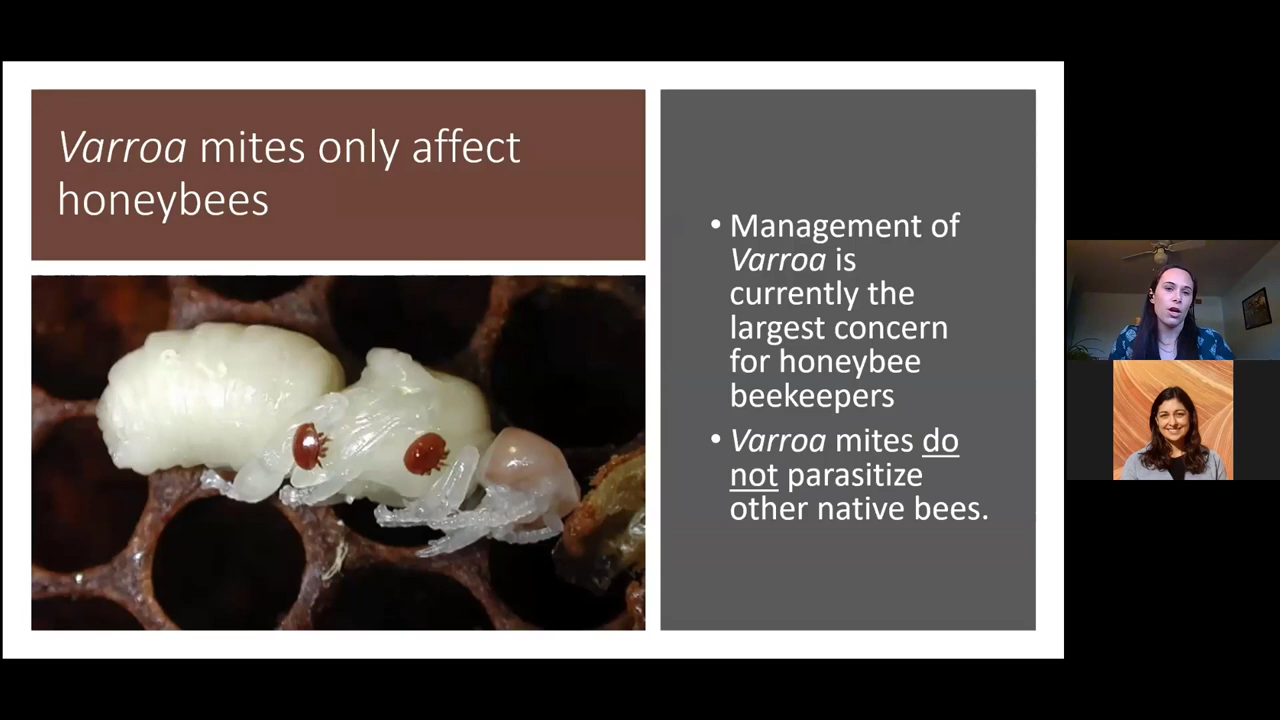 Varroa mites only affect
honeybees
• Management of
Varroa is
currently the
largest concern
for honeybee
beekeepers
• Varroa mites do
not parasitize
other native bees.